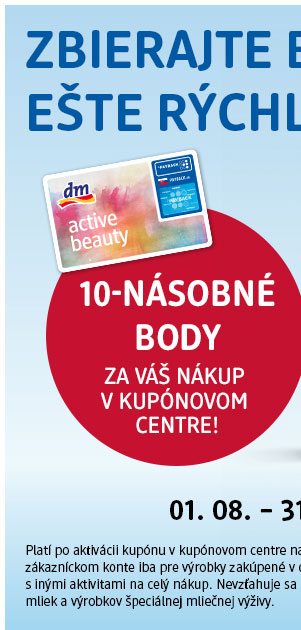 ZBIERAJTE
EŠTE RÝCHL
dm
active
beauty
PAYBACK
10-NÁSOBNÉ
BODY
ZA VÁŠ NÁKUP
V KUPÓNOVOM
CENTRE!
01. 08. – 31
Platí po aktivácii kupónu v kupónovom centre na
zákazníckom konte iba pre výrobky zakúpené v
s inými aktivitami na celý nákup. Nevzťahuje sa
mliek a výrobkov špeciálnej mliečnej výživy.